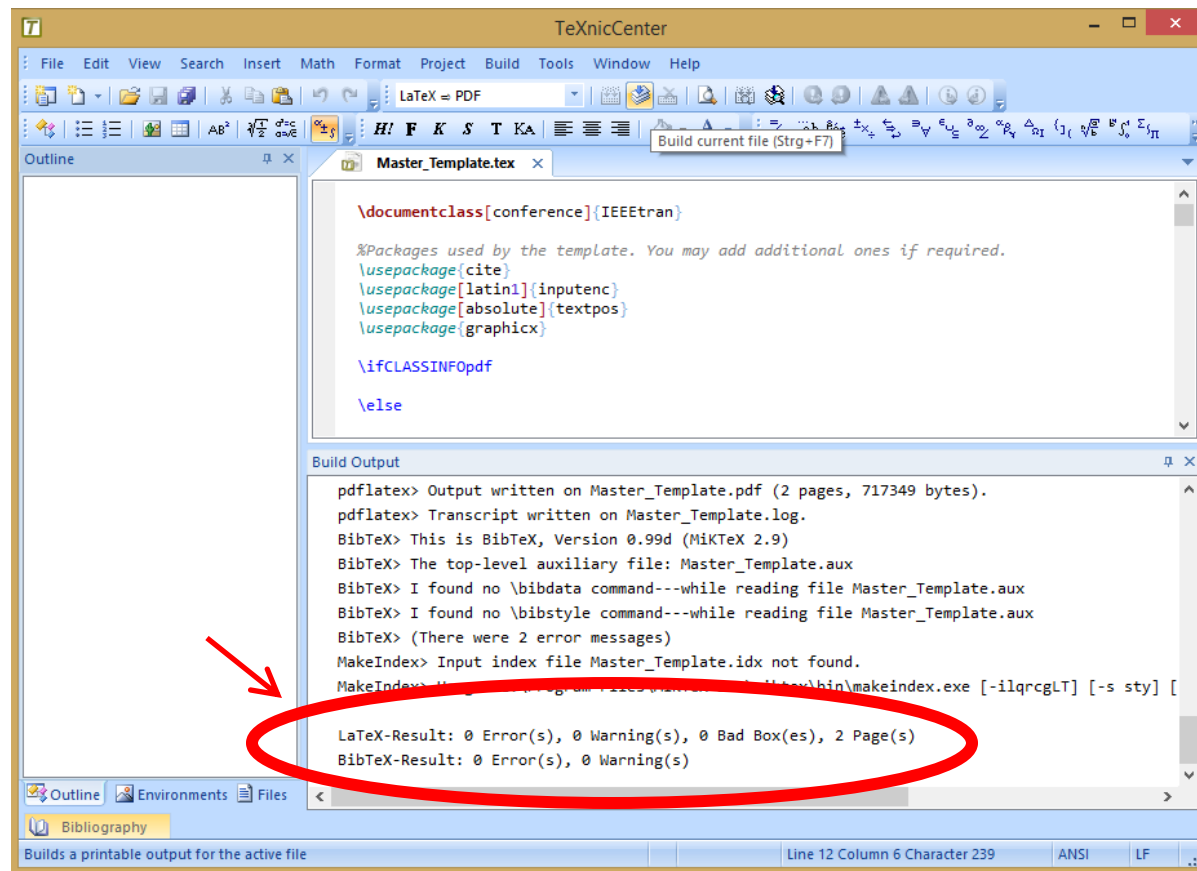 TeXnicCenter
File Edit View Search Insert Math Format Project Build Tools Window Help
LaTeX ⇨ PDF
AB² H! F K S T KA
Build current file (Strg+F7)
Outline
Master_Template.tex
\documentclass[conference]{IEEEtran}
%Packages used by the template. You may add additional ones if required.
\usepackage{cite}
\usepackage[latin1]{inputenc}
\usepackage[absolute]{textpos}
\usepackage{graphicx}
\ifCLASSINFOpdf
\else
Build Output
pdflatex> Output written on Master_Template.pdf (2 pages, 717349 bytes).
pdflatex> Transcript written on Master_Template.log.
BibTeX> This is BibTeX, Version 0.99d (MiKTeX 2.9)
BibTeX> The top-level auxiliary file: Master_Template.aux
BibTeX> I found no \bibdata command---while reading file Master_Template.aux
BibTeX> I found no \bibstyle command---while reading file Master_Template.aux
BibTeX> (There were 2 error messages)
MakeIndex> Input index file Master_Template.idx not found.
MakeIndex> \bin\makeindex.exe [-ilqrcgLT] [-s sty] [
LaTeX-Result: 0 Error(s), 0 Warning(s), 0 Bad Box(es), 2 Page(s)
BibTeX-Result: 0 Error(s), 0 Warning(s)
Outline Environments Files
Bibliography
Builds a printable output for the active file
Line 12 Column 6 Character 239 ANSI LF